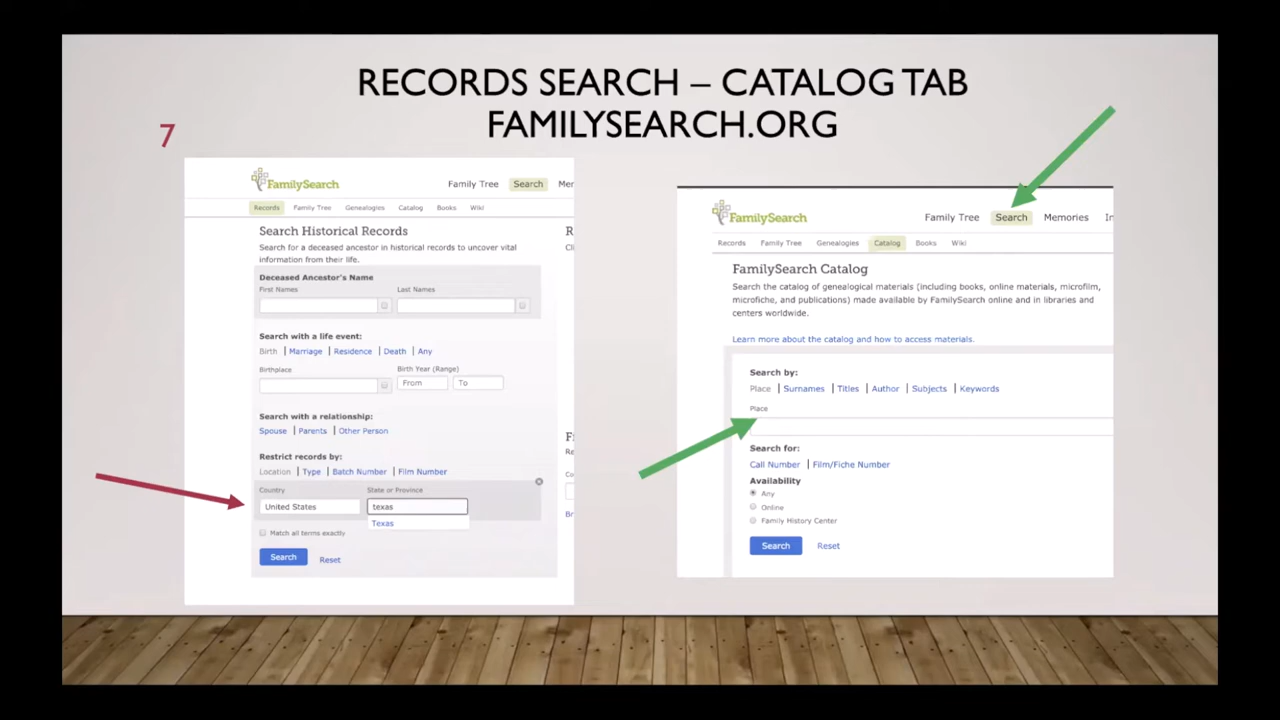 RECORDS SEARCH – CATALOG TAB
FAMILYSEARCH.ORG
7
FamilySearch
Family Tree Search Mer
Records Family Tree Genealogies Catalog Books Wiki
Search Historical Records
Search for a deceased ancestor in historical records to uncover vital
information from their life.
Deceased Ancestor's Name
First Names Last Names
Search with a life event:
Birth | Marriage | Residence | Death | Any
Birthplace Birth Year (Range)
From To
Search with a relationship:
Spouse | Parents | Other Person
Restrict records by:
Location | Type | Batch Number | Film Number
Country State or Province
United States texas
Texas
Match all terms exactly
Search Reset
R
Cli
F
Re
Co
Br
FamilySearch
Family Tree Search Memories In
Records Family Tree Genealogies Catalog Books Wiki
FamilySearch Catalog
Search the catalog of genealogical materials (including books, online materials, microfilm,
microfiche, and publications) made available by FamilySearch online and in libraries and
centers worldwide.
Learn more about the catalog and how to access materials.
Search by:
Place | Surnames | Titles | Author | Subjects | Keywords
Place
Search for:
Call Number | Film/Fiche Number
Availability
Any
Online
Family History Center
Search Reset